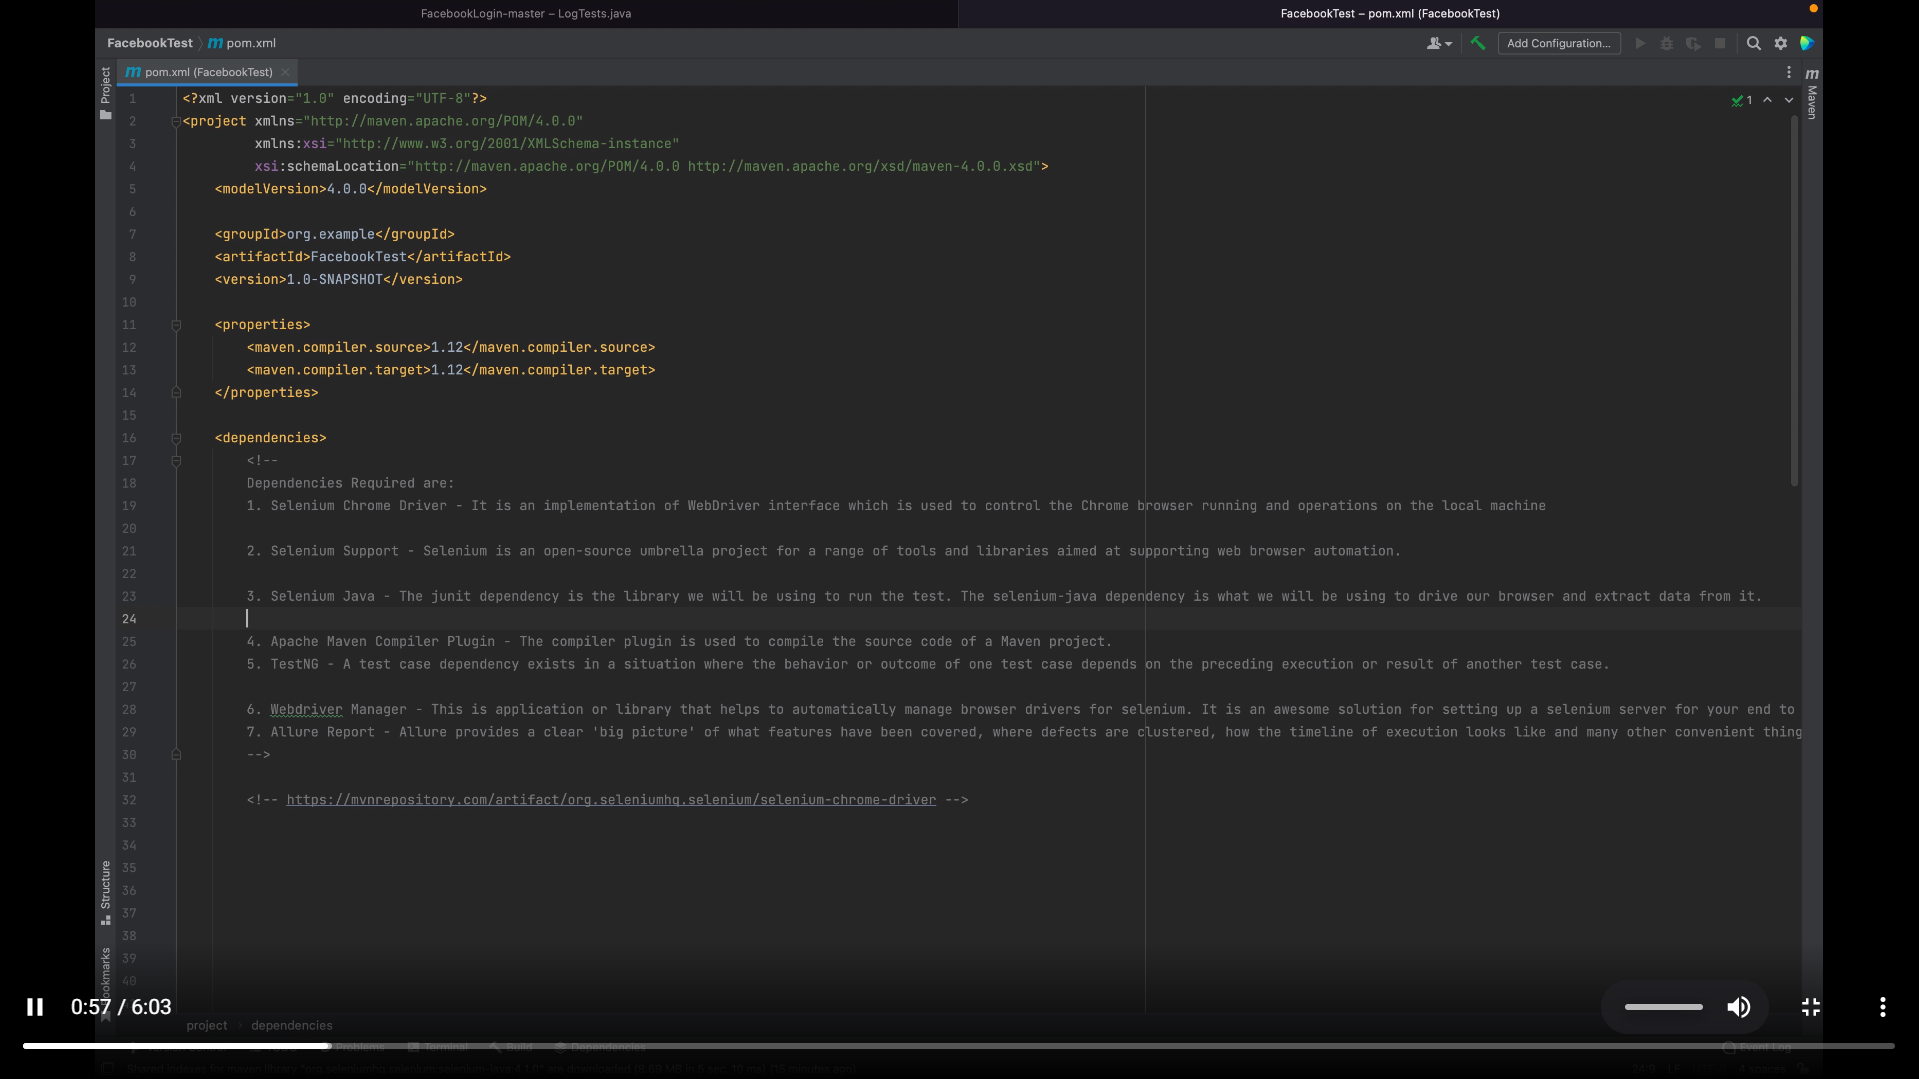 FacebookLogin-master – LogTests.java
FacebookTest – pom.xml (FacebookTest)
FacebookTest
m pom.xml
Add Configuration...
m pom.xml (FacebookTest)
Project
m Maven
1
1 <?xml version="1.0" encoding="UTF-8"?>
2 <project xmlns="http://maven.apache.org/POM/4.0.0"
3 xmlns:xsi="http://www.w3.org/2001/XMLSchema-instance"
4 xsi:schemaLocation="http://maven.apache.org/POM/4.0.0 http://maven.apache.org/xsd/maven-4.0.0.xsd">
5 <modelVersion>4.0.0</modelVersion>
6
7 <groupId>org.example</groupId>
8 <artifactId>FacebookTest</artifactId>
9 <version>1.0-SNAPSHOT</version>
10
11 <properties>
12 <maven.compiler.source>1.12</maven.compiler.source>
13 <maven.compiler.target>1.12</maven.compiler.target>
14 </properties>
15
16 <dependencies>
17 <!--
18 Dependencies Required are:
19 1. Selenium Chrome Driver - It is an implementation of WebDriver interface which is used to control the Chrome browser running and operations on the local machine
20
21 2. Selenium Support - Selenium is an open-source umbrella project for a range of tools and libraries aimed at supporting web browser automation.
22
23 3. Selenium Java - The junit dependency is the library we will be using to run the test. The selenium-java dependency is what we will be using to drive our browser and extract data from it.
24
25 4. Apache Maven Compiler Plugin - The compiler plugin is used to compile the source code of a Maven project.
26 5. TestNG - A test case dependency exists in a situation where the behavior or outcome of one test case depends on the preceding execution or result of another test case.
27
28 6. Webdriver Manager - This is application or library that helps to automatically manage browser drivers for selenium. It is an awesome solution for setting up a selenium server for your end to
29 7. Allure Report - Allure provides a clear 'big picture' of what features have been covered, where defects are clustered, how the timeline of execution looks like and many other convenient thing
30 -->
31
32 <!-- https://mvnrepository.com/artifact/org.seleniumhq.selenium/selenium-chrome-driver -->
33
34
35
36
37
38
39
40
Structure
0:57 / 6:03
project
dependencies
Problems
Terminal
Build
Dependencies
Event Log